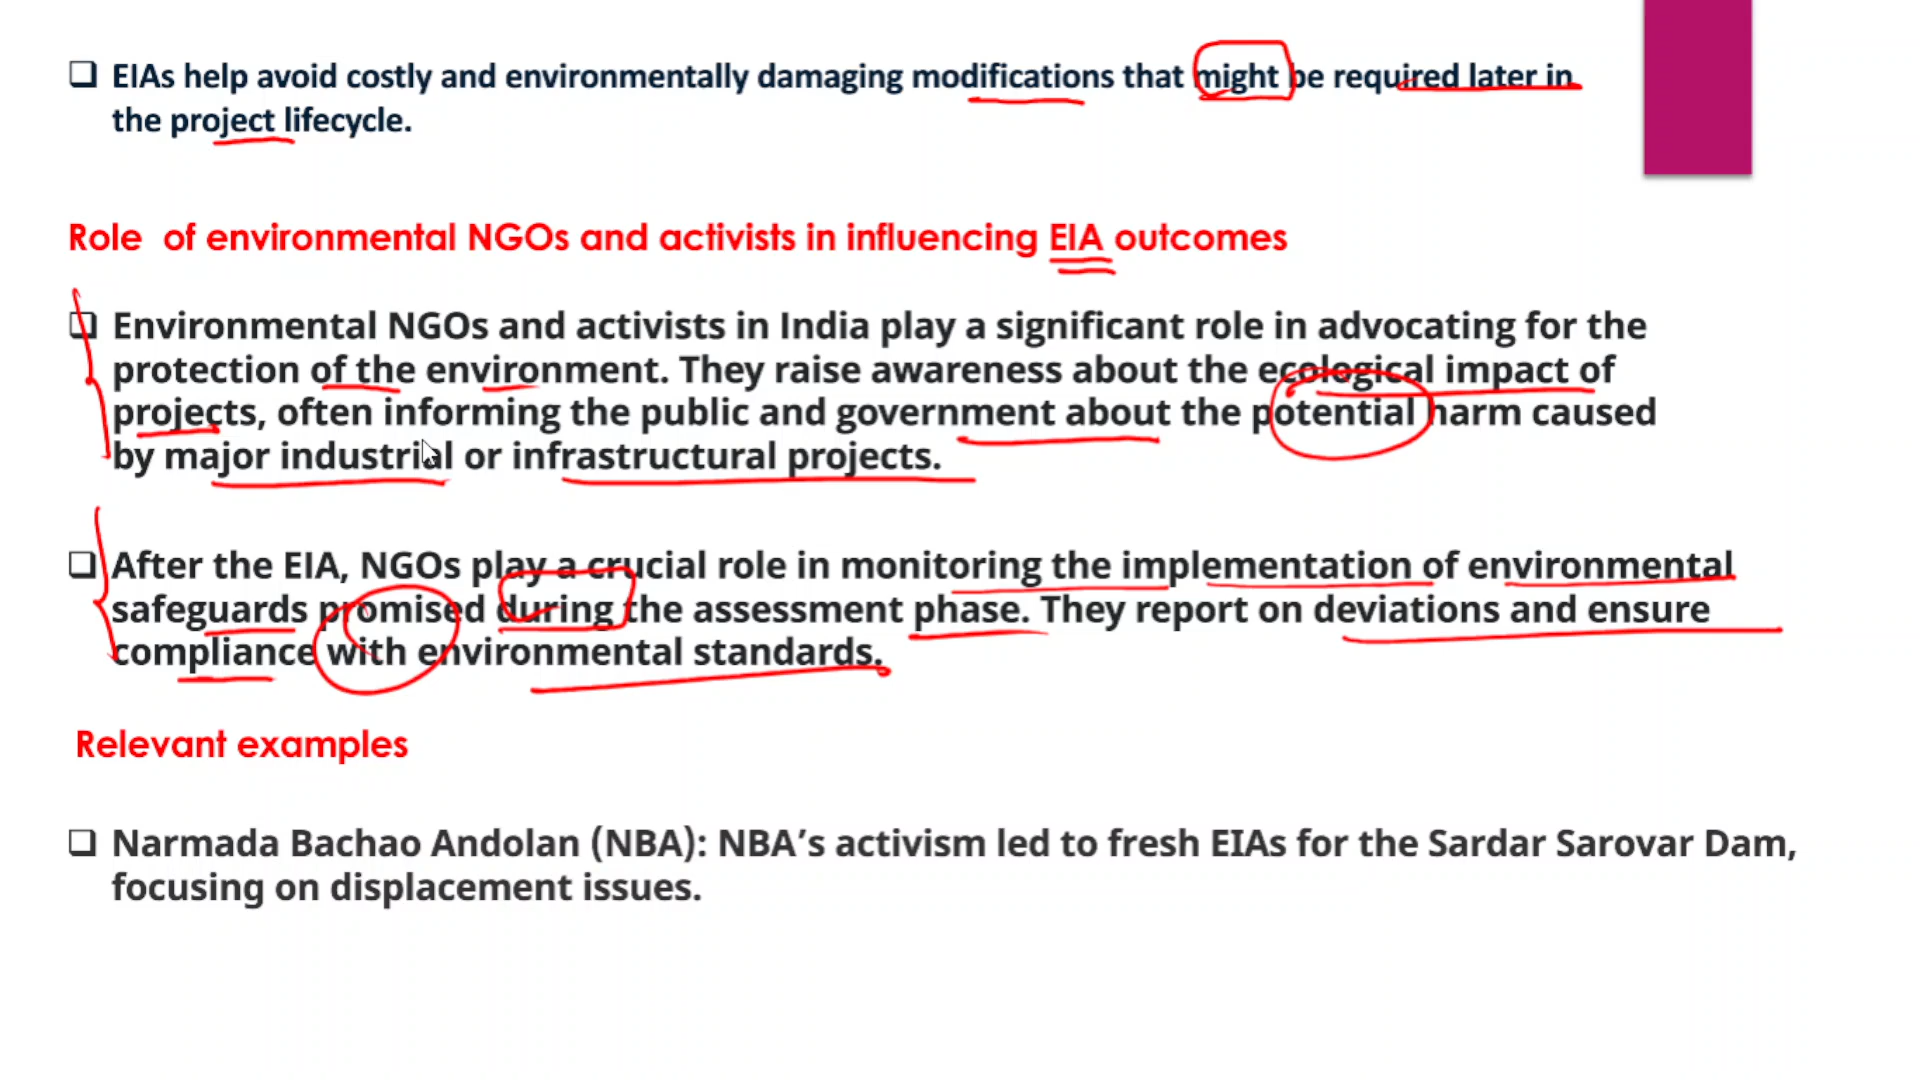 EIAs help avoid costly and environmentally damaging modifications that might be required later in
the project lifecycle.
Role of environmental NGOs and activists in influencing EIA outcomes
Environmental NGOs and activists in India play a significant role in advocating for the
protection of the environment. They raise awareness about the ecological impact of
projects, often informing the public and government about the potential harm caused
by major industrial or infrastructural projects.
After the EIA, NGOs play a crucial role in monitoring the implementation of environmental
safeguards promised during the assessment phase. They report on deviations and ensure
compliance with environmental standards.
Relevant examples
Narmada Bachao Andolan (NBA): NBA’s activism led to fresh EIAs for the Sardar Sarovar Dam,
focusing on displacement issues.